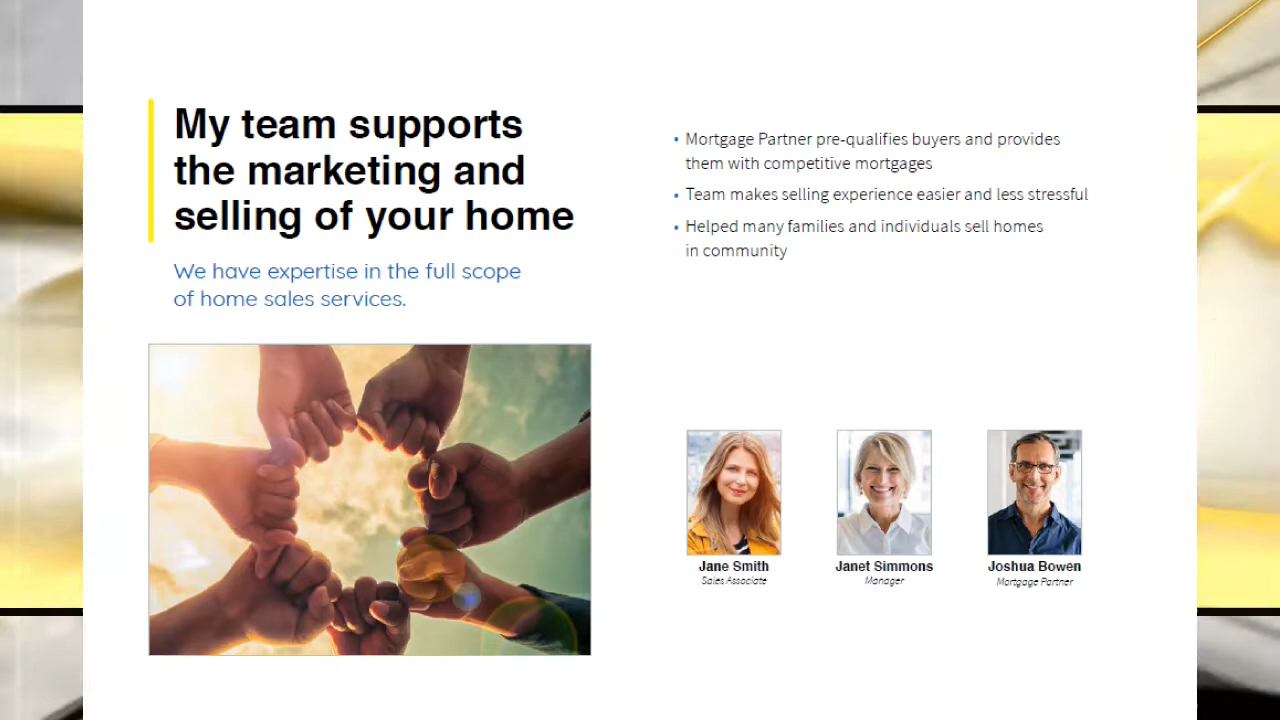 My team supports
the marketing and
selling of your home
We have expertise in the full scope
of home sales services.
• Mortgage Partner pre-qualifies buyers and provides
them with competitive mortgages
• Team makes selling experience easier and less stressful
• Helped many families and individuals sell homes
in community
Jane Smith
Sales Associate
Janet Simmons
Manager
Joshua Bowen
Mortgage Partner